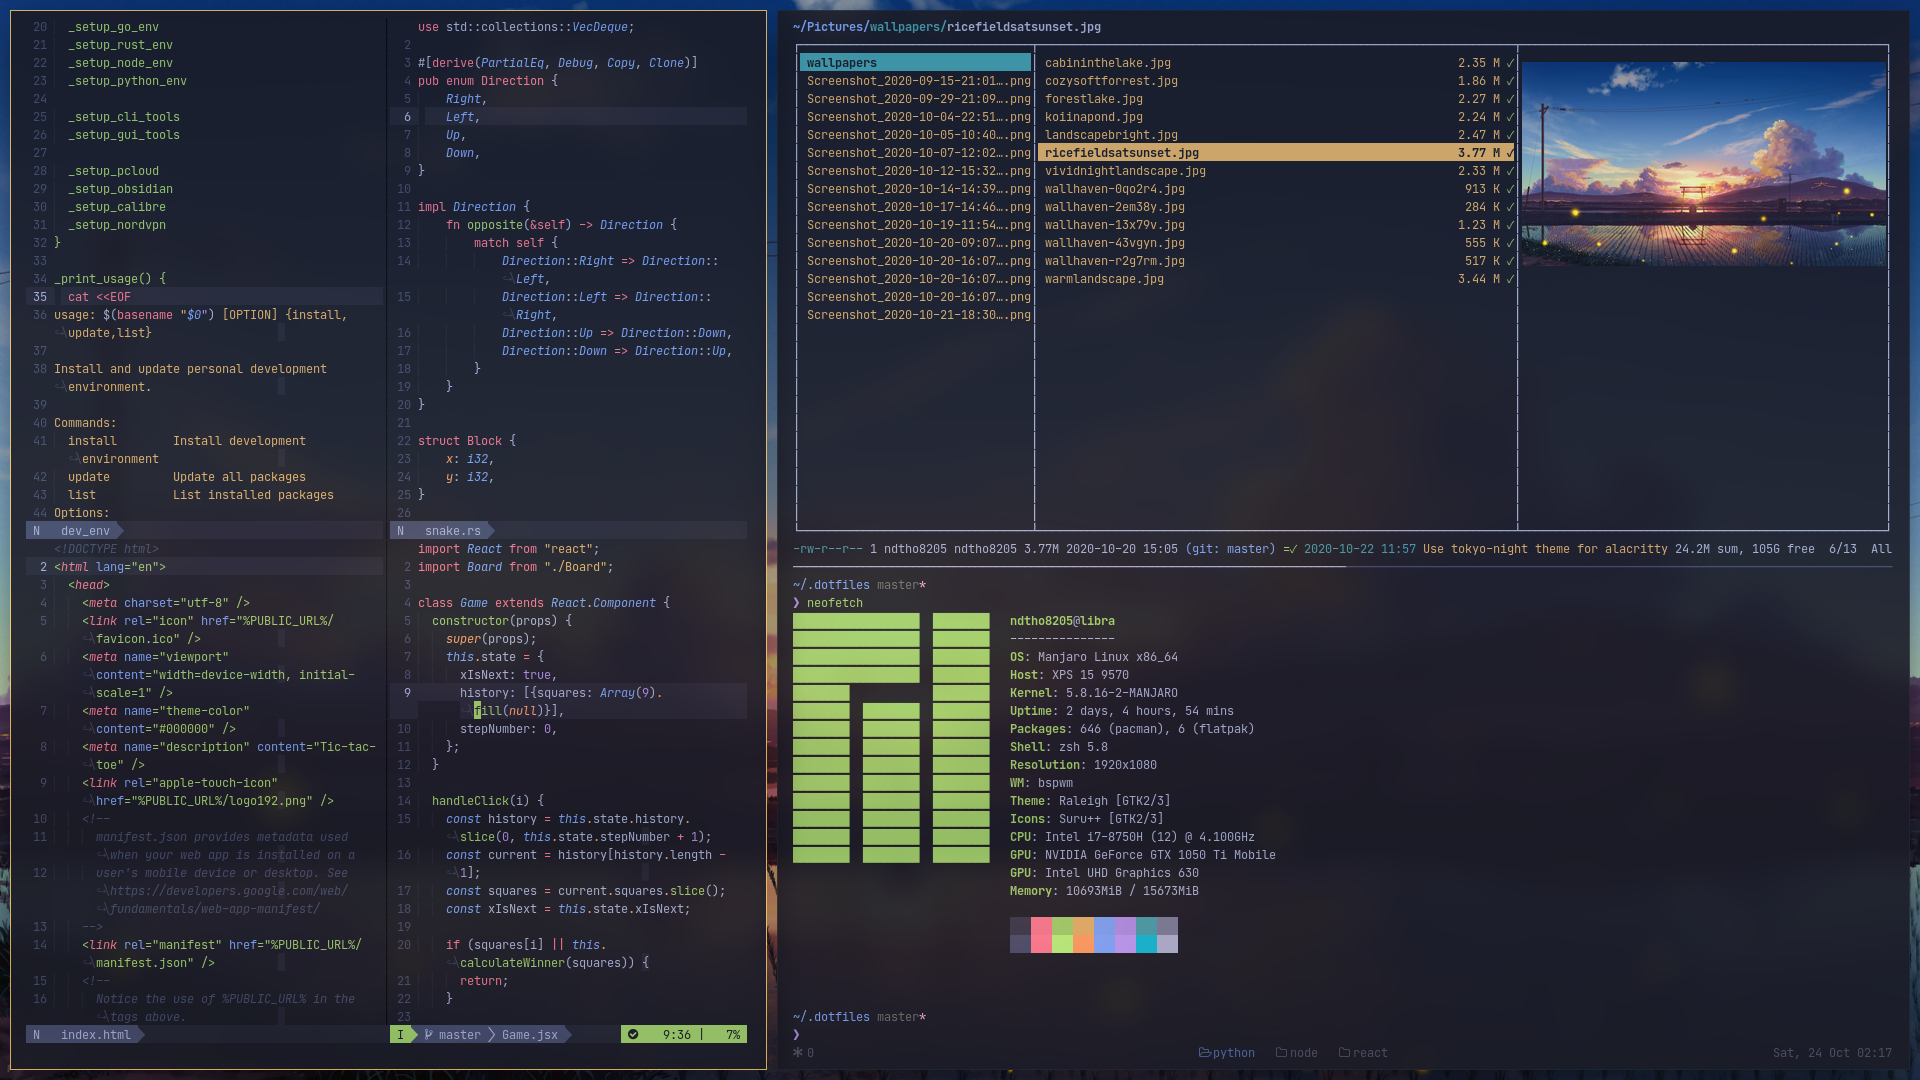 20 _setup_go_env
21 _setup_rust_env
22 _setup_node_env
23 _setup_python_env
24
25 _setup_cli_tools
26 _setup_gui_tools
27
28 _setup_pcloud
29 _setup_obsidian
30 _setup_calibre
31 _setup_nordvpn
32 }
33
34 _print_usage() {
35 cat <<EOF
36 usage: $(basename "$0") [OPTION] {install,
update,list}
37
38 Install and update personal development
environment.
39
40 Commands:
41 install Install development
environment
42 update Update all packages
43 list List installed packages
44 Options:
N dev_env
<!DOCTYPE html>
2 <html lang="en">
3 <head>
4 <meta charset="utf-8" />
5 <link rel="icon" href="%PUBLIC_URL%/
favicon.ico" />
6 <meta name="viewport"
content="width=device-width, initial-
scale=1" />
7 <meta name="theme-color"
content="#000000" />
8 <meta name="description" content="Tic-tac-
toe" />
9 <link rel="apple-touch-icon"
href="%PUBLIC_URL%/logo192.png" />
10 <!--
11 manifest.json provides metadata used
when your web app is installed on a
12 user's mobile device or desktop. See
https://developers.google.com/web/
fundamentals/web-app-manifest/
13 -->
14 <link rel="manifest" href="%PUBLIC_URL%/
manifest.json" />
15 <!--
16 Notice the use of %PUBLIC_URL% in the
tags above.
N index.html
use std::collections::VecDeque;
2
3 #[derive(PartialEq, Debug, Copy, Clone)]
4 pub enum Direction {
5 Right,
6 Left,
7 Up,
8 Down,
9 }
10
11 impl Direction {
12 fn opposite(&self) -> Direction {
13 match self {
14 Direction::Right => Direction::
Left,
15 Direction::Left => Direction::
Right,
16 Direction::Up => Direction::Down,
17 Direction::Down => Direction::Up,
18 }
19 }
20 }
21
22 struct Block {
23 x: i32,
24 y: i32,
25 }
26
N snake.rs
import React from "react";
2 import Board from "./Board";
3
4 class Game extends React.Component {
5 constructor(props) {
6 super(props);
7 this.state = {
8 xIsNext: true,
9 history: [{squares: Array(9).
fill(null)}],
10 stepNumber: 0,
11 };
12 }
13
14 handleClick(i) {
15 const history = this.state.history.
slice(0, this.state.stepNumber + 1);
16 const current = history[history.length -
1];
17 const squares = current.squares.slice();
18 const xIsNext = this.state.xIsNext;
19
20 if (squares[i] || this.
calculateWinner(squares)) {
21 return;
22 }
23
I master Game.jsx 9:36 | 7%
~/Pictures/wallpapers/ricefieldsatsunset.jpg
wallpapers
Screenshot_2020-09-15-21:01….png
Screenshot_2020-09-29-21:09….png
Screenshot_2020-10-04-22:51….png
Screenshot_2020-10-05-10:40….png
Screenshot_2020-10-07-12:02….png
Screenshot_2020-10-12-15:32….png
Screenshot_2020-10-14-14:39….png
Screenshot_2020-10-17-14:46….png
Screenshot_2020-10-19-11:54….png
Screenshot_2020-10-20-09:07….png
Screenshot_2020-10-20-16:07….png
Screenshot_2020-10-20-16:07….png
Screenshot_2020-10-20-16:07….png
Screenshot_2020-10-21-18:30….png
cabininthelake.jpg 2.35 M ✓
cozysoftforrest.jpg 1.86 M ✓
forestlake.jpg 2.27 M ✓
koiinapond.jpg 2.24 M ✓
landscapebright.jpg 2.47 M ✓
ricefieldsatsunset.jpg 3.77 M ✓
vividnightlandscape.jpg 2.33 M ✓
wallhaven-0qo2r4.jpg 913 K ✓
wallhaven-2em38y.jpg 284 K ✓
wallhaven-13x79v.jpg 1.23 M ✓
wallhaven-43vgyn.jpg 555 K ✓
wallhaven-r2g7rm.jpg 517 K ✓
warmlandscape.jpg 3.44 M ✓
-rw-r--r-- 1 ndtho8205 ndtho8205 3.77M 2020-10-20 15:05 (git: master) =✓ 2020-10-22 11:57 Use tokyo-night theme for alacritty 24.2M sum, 105G free 6/13 All
~/.dotfiles master*
❯ neofetch
ndtho8205@libra
---------------
OS: Manjaro Linux x86_64
Host: XPS 15 9570
Kernel: 5.8.16-2-MANJARO
Uptime: 2 days, 4 hours, 54 mins
Packages: 646 (pacman), 6 (flatpak)
Shell: zsh 5.8
Resolution: 1920x1080
WM: bspwm
Theme: Raleigh [GTK2/3]
Icons: Suru++ [GTK2/3]
CPU: Intel i7-8750H (12) @ 4.100GHz
GPU: NVIDIA GeForce GTX 1050 Ti Mobile
GPU: Intel UHD Graphics 630
Memory: 10693MiB / 15673MiB
~/.dotfiles master*
❯
0 python node react Sat, 24 Oct 02:17